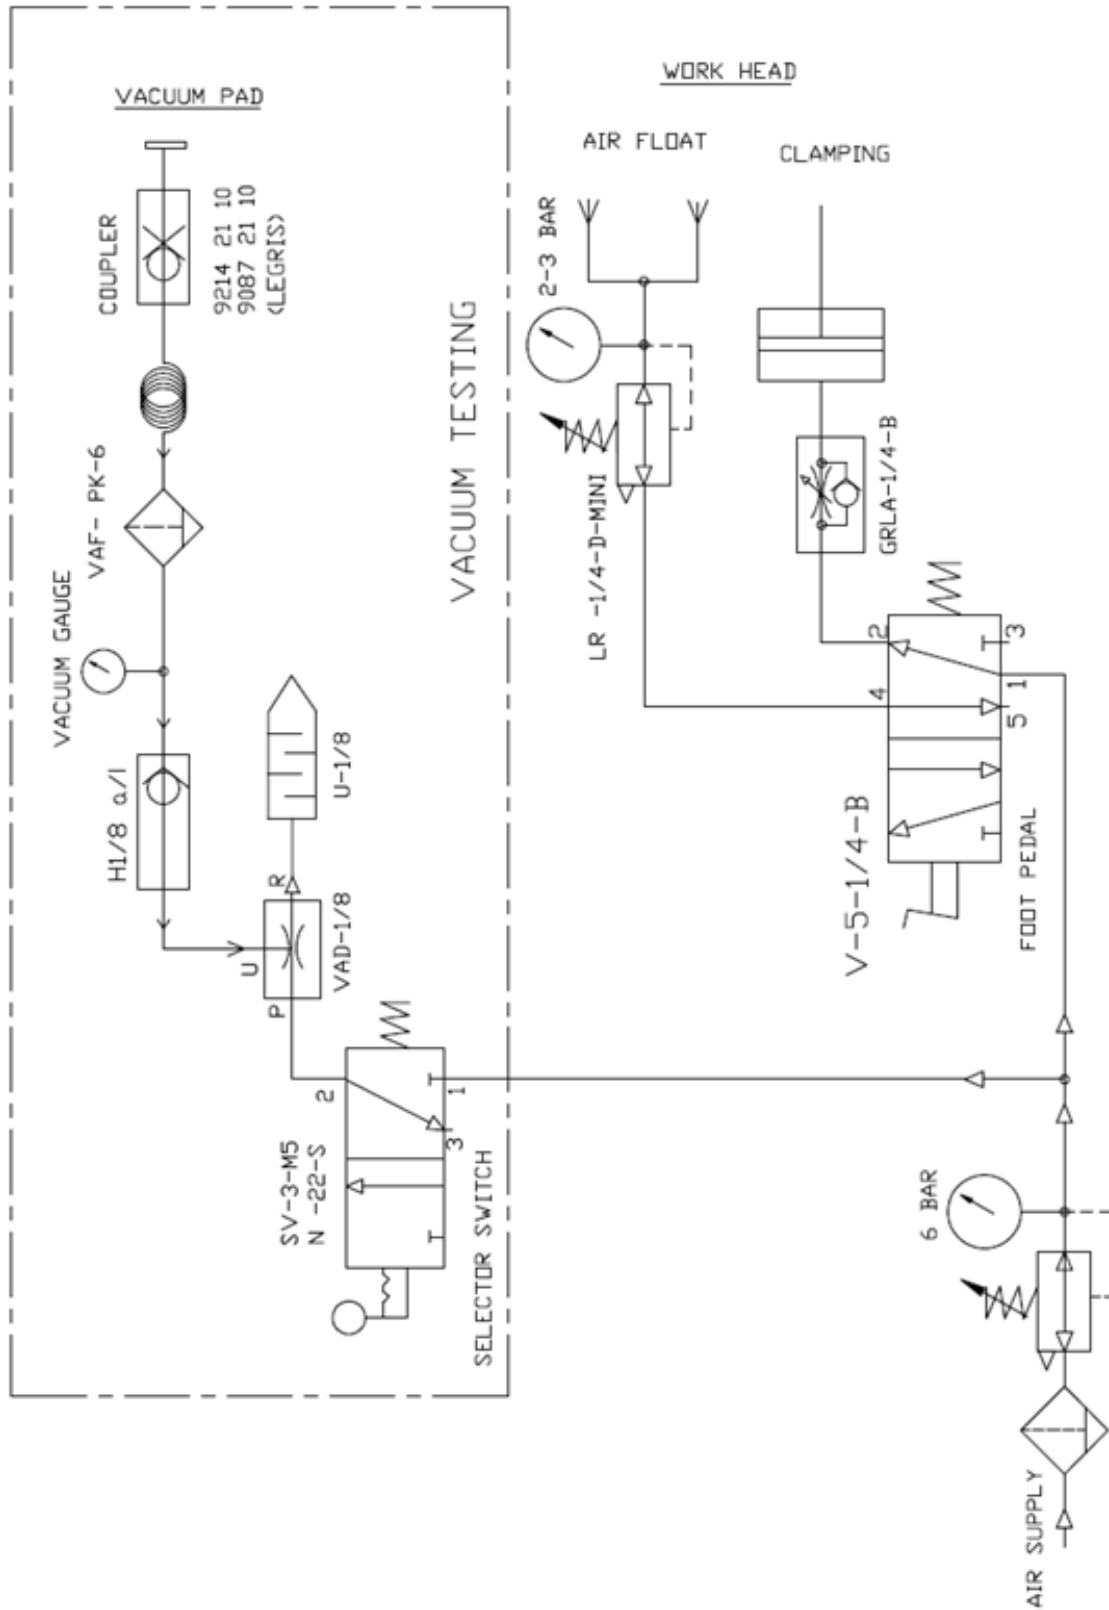 VACUUM PAD
COUPLER
9214 21 10
9087 21 10
(LEGRIS)
VAF- PK-6
VACUUM GAUGE
H1/8 a/l
U-1/8
U
R
P
VAD-1/8
2
1
3
SV-3-M5
N -22-S
SELECTOR SWITCH
VACUUM TESTING
WORK HEAD
AIR FLOAT
CLAMPING
2-3 BAR
LR -1/4-D-MINI
GRLA-1/4-B
4
2
5
1
3
V-5-1/4-B
FOOT PEDAL
6 BAR
AIR SUPPLY